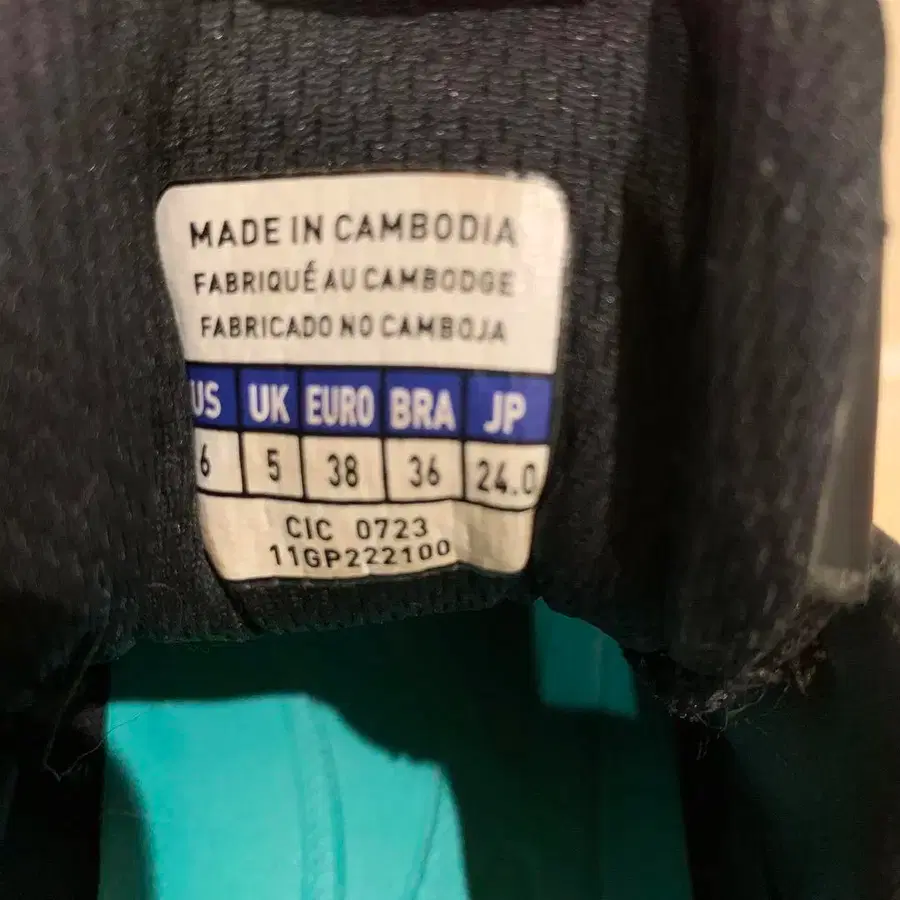 MADE IN CAMBODIA
FABRIQUÉ AU CAMBODGE
FABRICADO NO CAMBOJA
US UK EURO BRA JP
6 5 38 36 24.0
CIC 0723
11GP222100